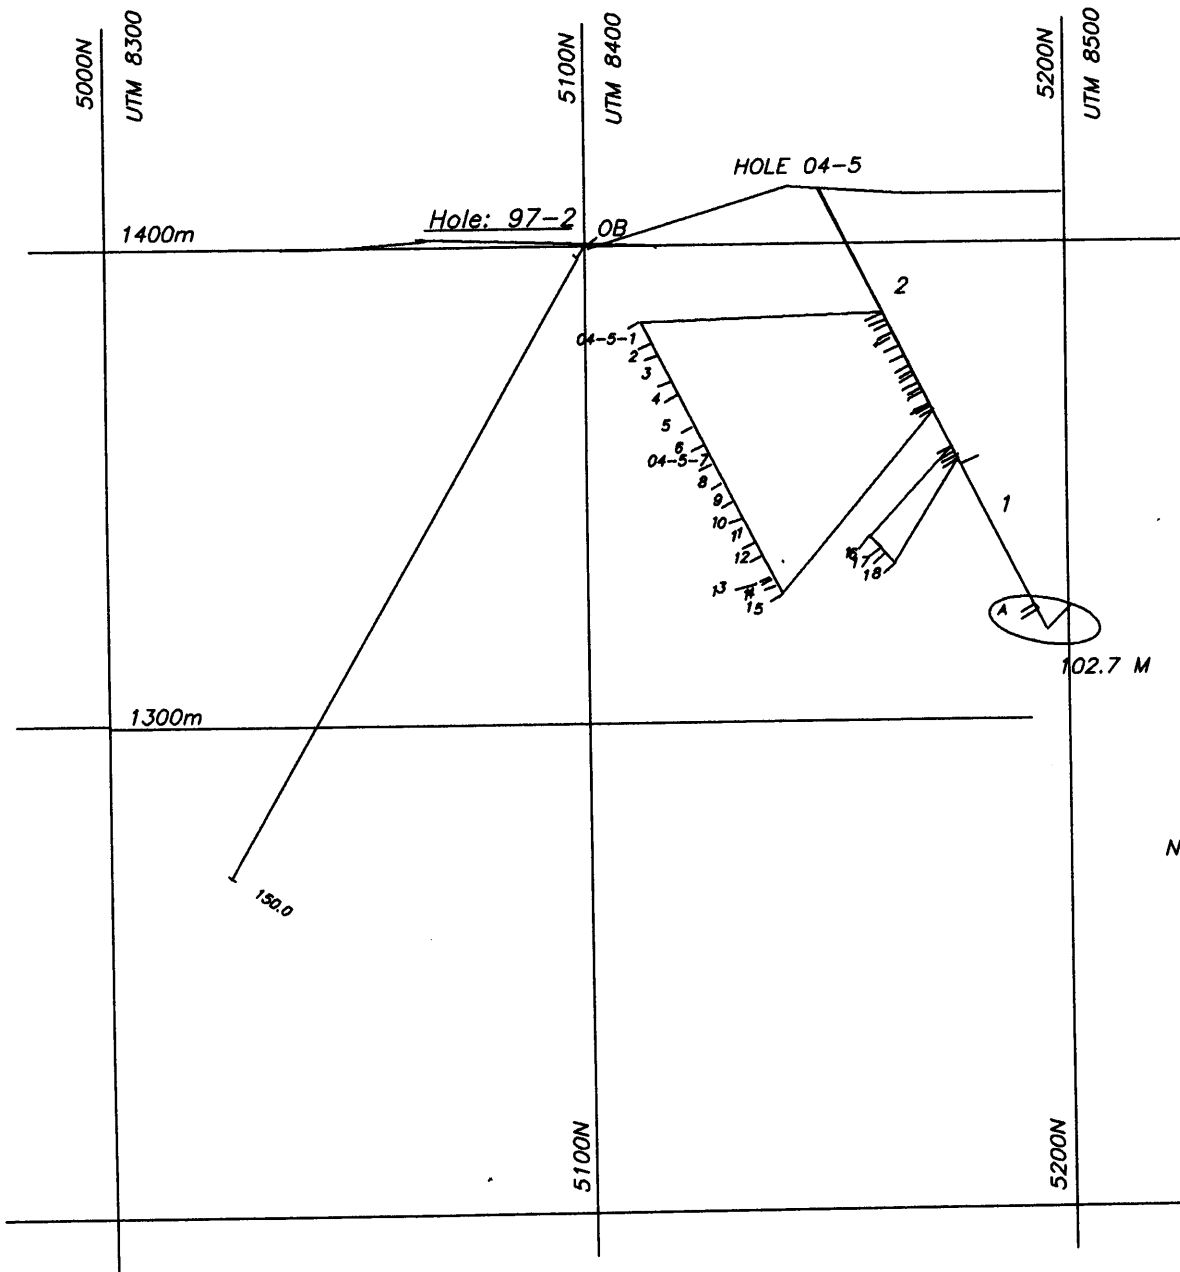 5000N
UTM 8300
5100N
UTM 8400
5200N
UTM 8500
HOLE 04-5
Hole: 97-2
OB
1400m
2
04-5-1
2
3
4
5
6
04-5-7
8
9
10
11
12
13
14
15
16
17
18
1
A
102.7 M
1300m
N
150.0
5100N
5200N